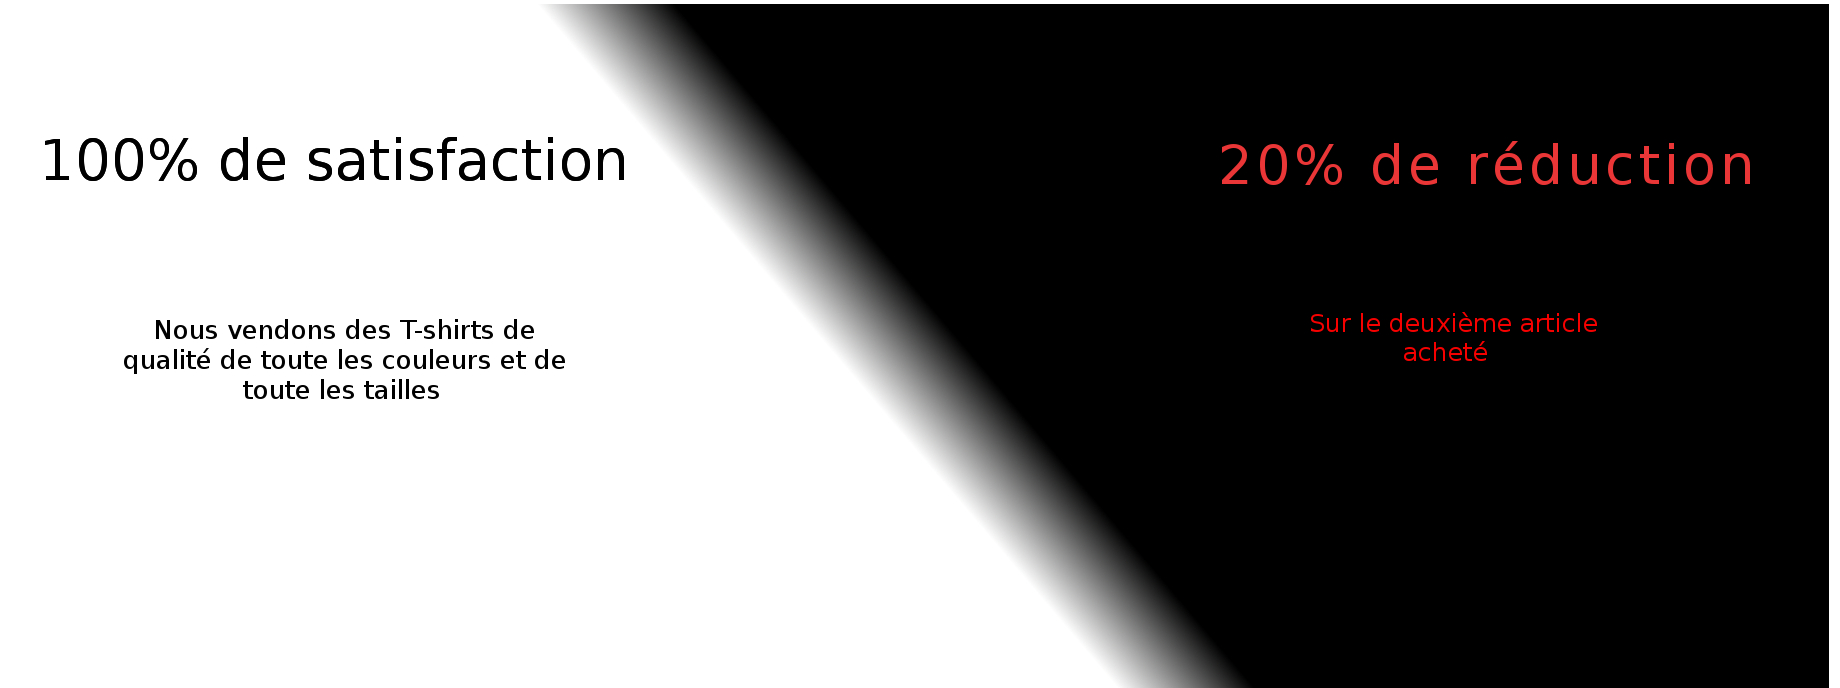 100% de satisfaction
Nous vendons des T-shirts de
qualité de toute les couleurs et de
toute les tailles
20% de réduction
Sur le deuxième article
acheté